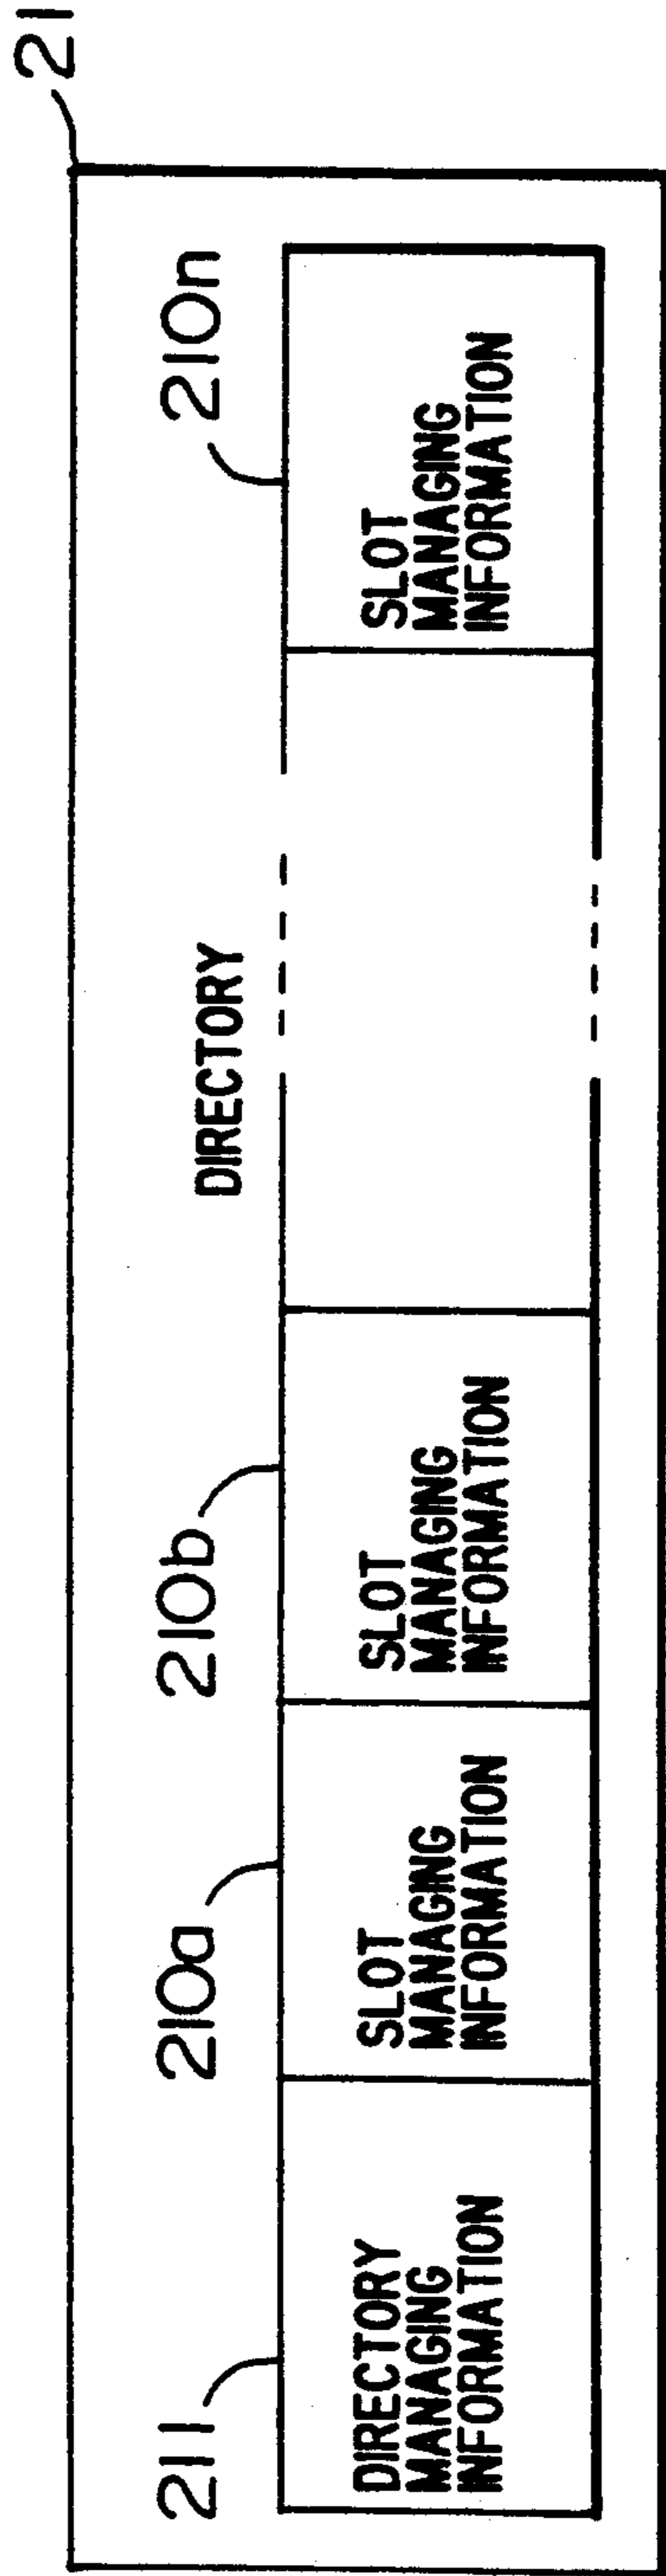 21
DIRECTORY
211
210a
210b
210n
DIRECTORY
MANAGING
INFORMATION
SLOT
MANAGING
INFORMATION
SLOT
MANAGING
INFORMATION
SLOT
MANAGING
INFORMATION